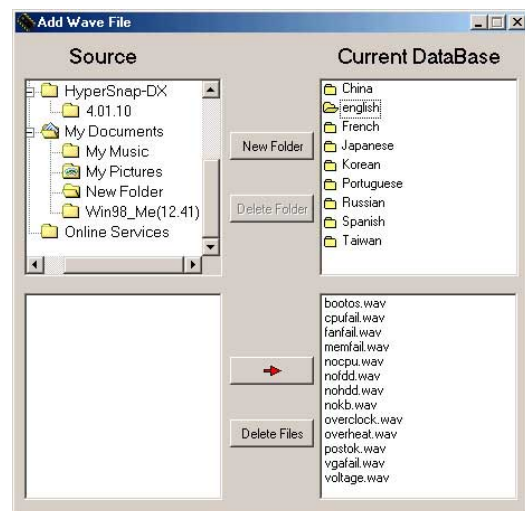 Add Wave File
Source
Current DataBase
HyperSnap-DX
4.01.10
My Documents
My Music
My Pictures
New Folder
Win98_Me(12.41)
Online Services
New Folder
Delete Folder
China
english
French
Japanese
Korean
Portuguese
Russian
Spanish
Taiwan
Delete Files
bootos.wav
cpufail.wav
fanfail.wav
memfail.wav
nocpu.wav
nofdd.wav
nohdd.wav
nokb.wav
overclock.wav
overheat.wav
postok.wav
vgafail.wav
voltage.wav